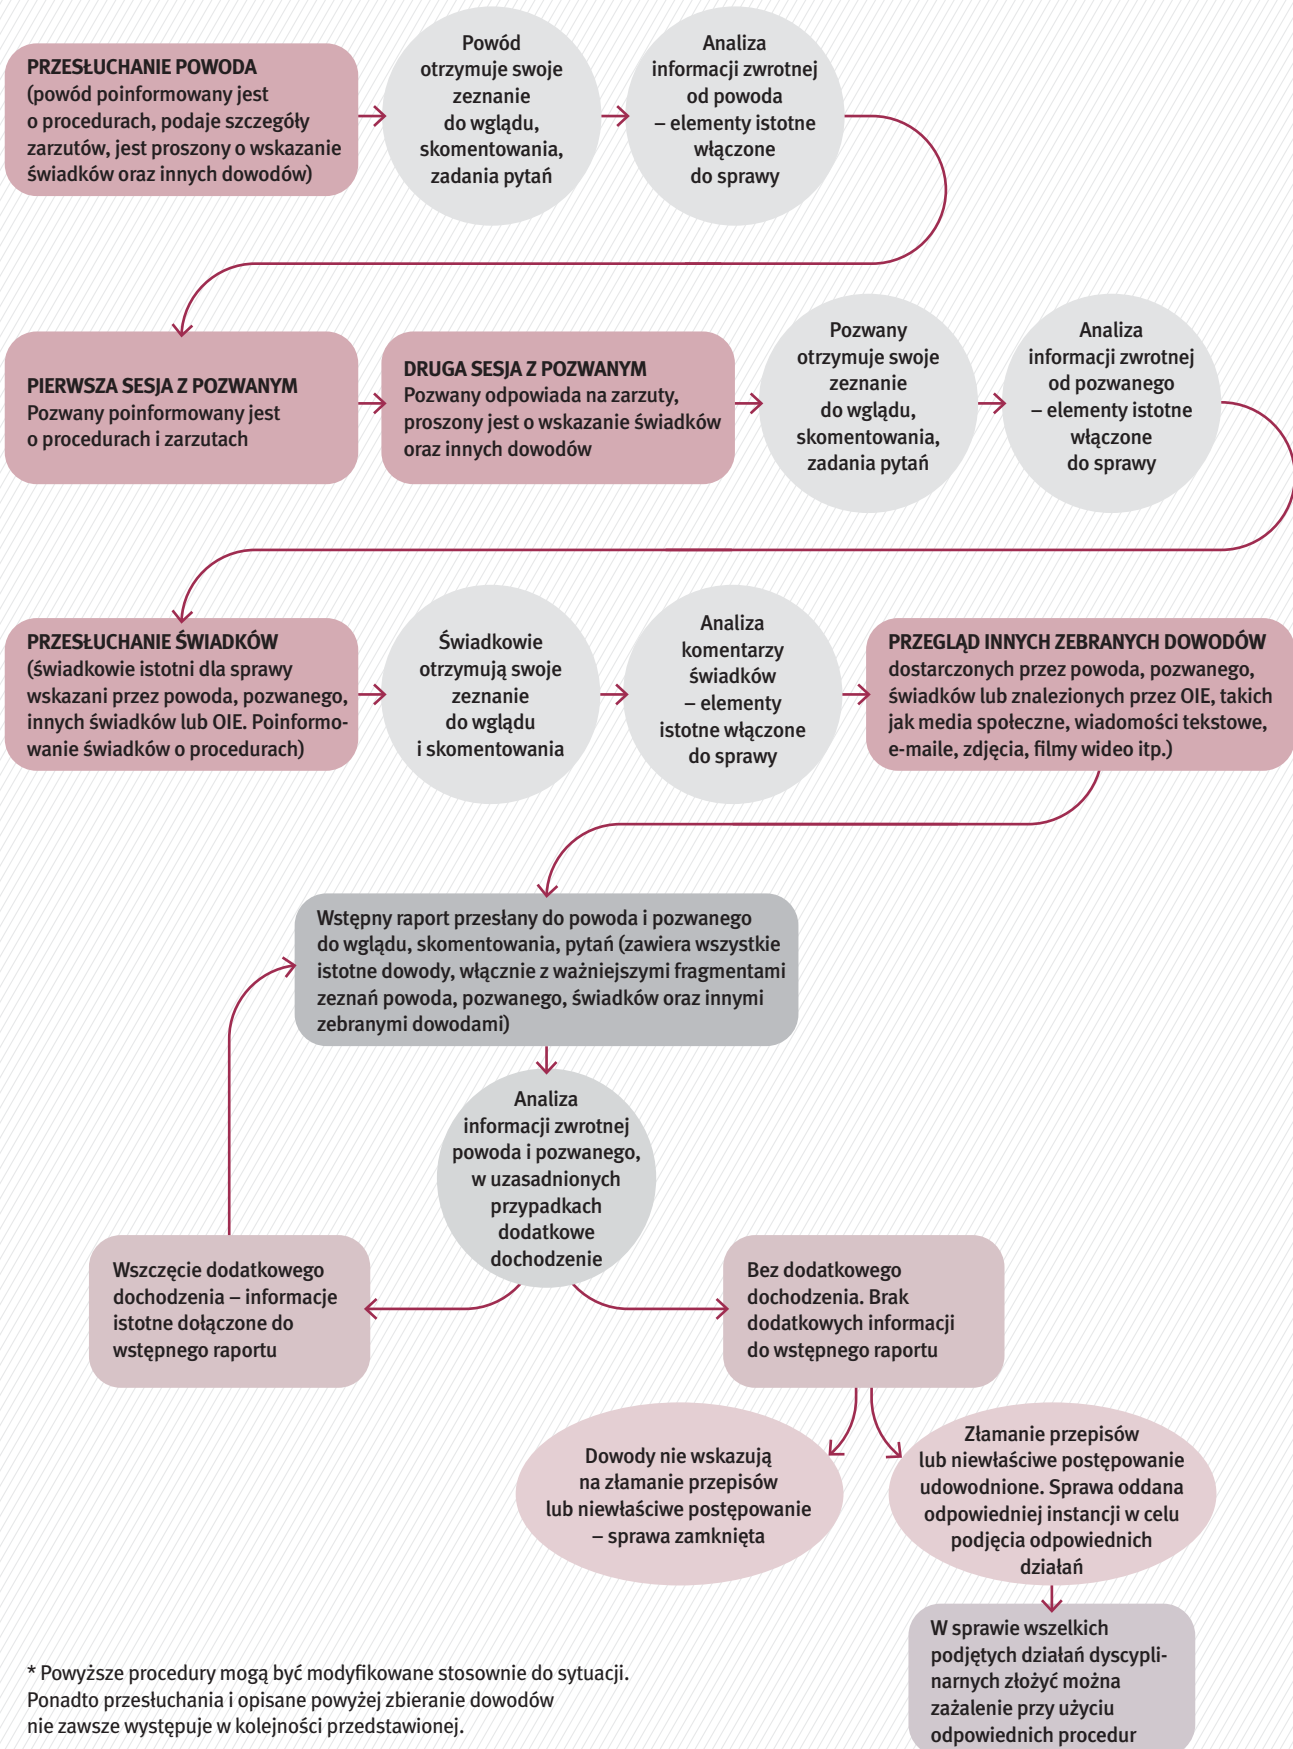 PRZESŁUCHANIE POWODA
(powód poinformowany jest
o procedurach, podaje szczegóły
zarzutów, jest proszony o wskazanie
świadków oraz innych dowodów)
Powód
otrzymuje swoje
zeznanie
do wglądu,
skomentowania,
zadania pytań
Analiza
informacji zwrotnej
od powoda
– elementy istotne
włączone
do sprawy
PIERWSZA SESJA Z POZWANYM
Pozwany poinformowany jest
o procedurach i zarzutach
DRUGA SESJA Z POZWANYM
Pozwany odpowiada na zarzuty,
proszony jest o wskazanie świadków
oraz innych dowodów
Pozwany
otrzymuje swoje
zeznanie
do wglądu,
skomentowania,
zadania pytań
Analiza
informacji zwrotnej
od pozwanego
– elementy istotne
włączone
do sprawy
PRZESŁUCHANIE ŚWIADKÓW
(świadkowie istotni dla sprawy
wskazani przez powoda, pozwanego,
innych świadków lub OIE. Poinformo-
wanie świadków o procedurach)
Świadkowie
otrzymują swoje
zeznanie
do wglądu
i skomentowania
Analiza
komentarzy
świadków
– elementy
istotne włączone
do sprawy
PRZEGLĄD INNYCH ZEBRANYCH DOWODÓW
dostarczonych przez powoda, pozwanego,
świadków lub znalezionych przez OIE, takich
jak media społeczne, wiadomości tekstowe,
e-maile, zdjęcia, filmy wideo itp.)
Wstępny raport przesłany do powoda i pozwanego
do wglądu, skomentowania, pytań (zawiera wszystkie
istotne dowody, włącznie z ważniejszymi fragmentami
zeznań powoda, pozwanego, świadków oraz innymi
zebranymi dowodami)
Analiza
informacji zwrotnej
powoda i pozwanego,
w uzasadnionych
przypadkach
dodatkowe
dochodzenie
Wszczęcie dodatkowego
dochodzenia – informacje
istotne dołączone do
wstępnego raportu
Bez dodatkowego
dochodzenia. Brak
dodatkowych informacji
do wstępnego raportu
Dowody nie wskazują
na złamanie przepisów
lub niewłaściwe postępowanie
– sprawa zamknięta
Złamanie przepisów
lub niewłaściwe postępowanie
udowodnione. Sprawa oddana
odpowiedniej instancji w celu
podjęcia odpowiednich
działań
W sprawie wszelkich
podjętych działań dyscypli-
narnych złożyć można
zażalenie przy użyciu
odpowiednich procedur
* Powyższe procedury mogą być modyfikowane stosownie do sytuacji.
Ponadto przesłuchania i opisane powyżej zbieranie dowodów
nie zawsze występuje w kolejności przedstawionej.